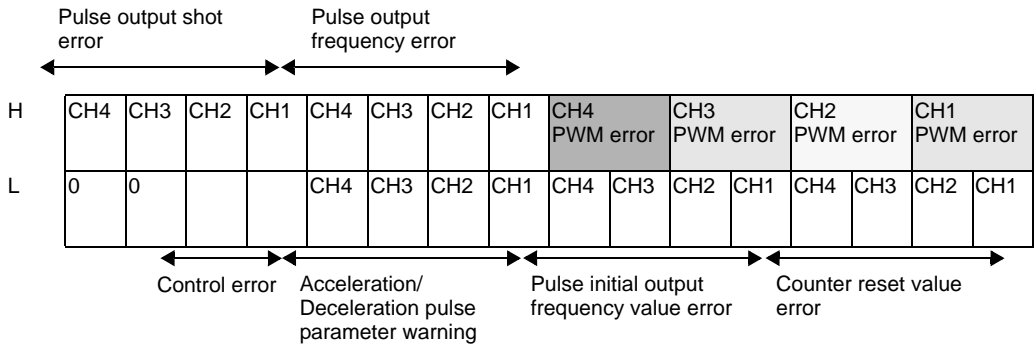 Pulse output shot
error
Pulse output
frequency error
H CH4 CH3 CH2 CH1 CH4 CH3 CH2 CH1 CH4 CH3 CH2 CH1
PWM error PWM error PWM error PWM error
L 0 0 CH4 CH3 CH2 CH1 CH4 CH3 CH2 CH1 CH4 CH3 CH2 CH1
Control error
Acceleration/
Deceleration pulse
parameter warning
Pulse initial output
frequency value error
Counter reset value
error